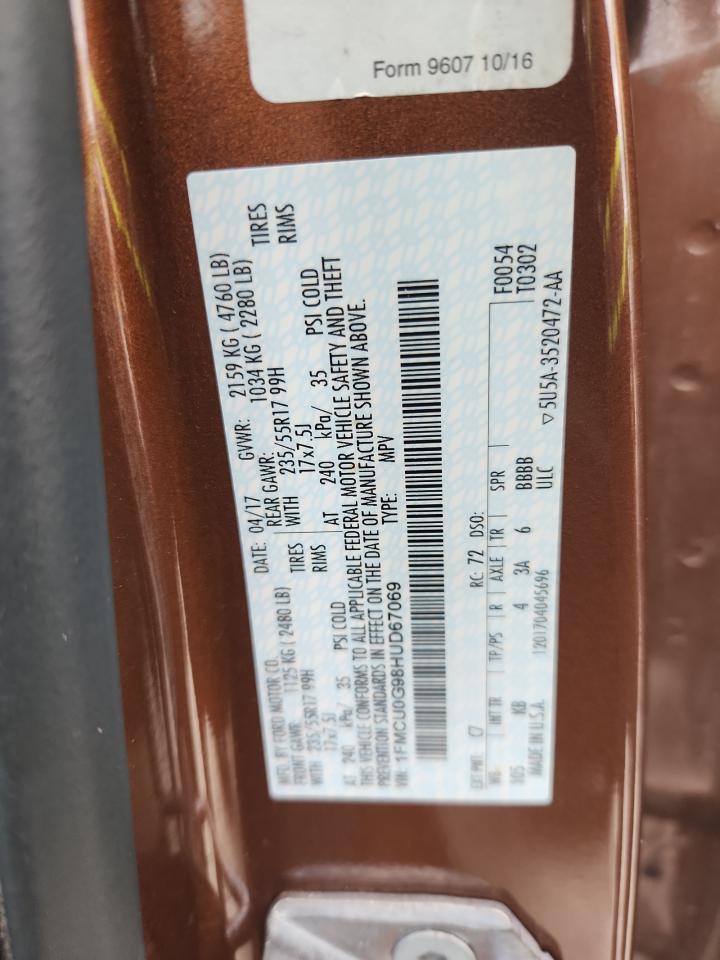 Form 9607 10/16
MFD. BY FORD MOTOR CO. DATE: 04/17 GVWR: 2159 KG ( 4760 LB)
FRONT GAWR: 1125 KG ( 2480 LB) REAR GAWR: 1034 KG ( 2280 LB)
WITH 235/55R17 99H TIRES WITH 235/55R17 99H TIRES
17x7.5J RIMS 17x7.5J RIMS
AT 240 kPa/ 35 PSI COLD AT 240 kPa/ 35 PSI COLD
THIS VEHICLE CONFORMS TO ALL APPLICABLE FEDERAL MOTOR VEHICLE SAFETY AND THEFT
PREVENTION STANDARDS IN EFFECT ON THE DATE OF MANUFACTURE SHOWN ABOVE.
VIN: 1FMCU0G98HUD67069 TYPE: MPV
F0054
T0302
EXT PNT: RC: 72 DSO:
WB INT TR TP/PS R AXLE TR SPR
105 KB 4 3A 6 BBBB
MADE IN U.S.A. 1201704045696 ULC
▽5U5A-3520472-AA